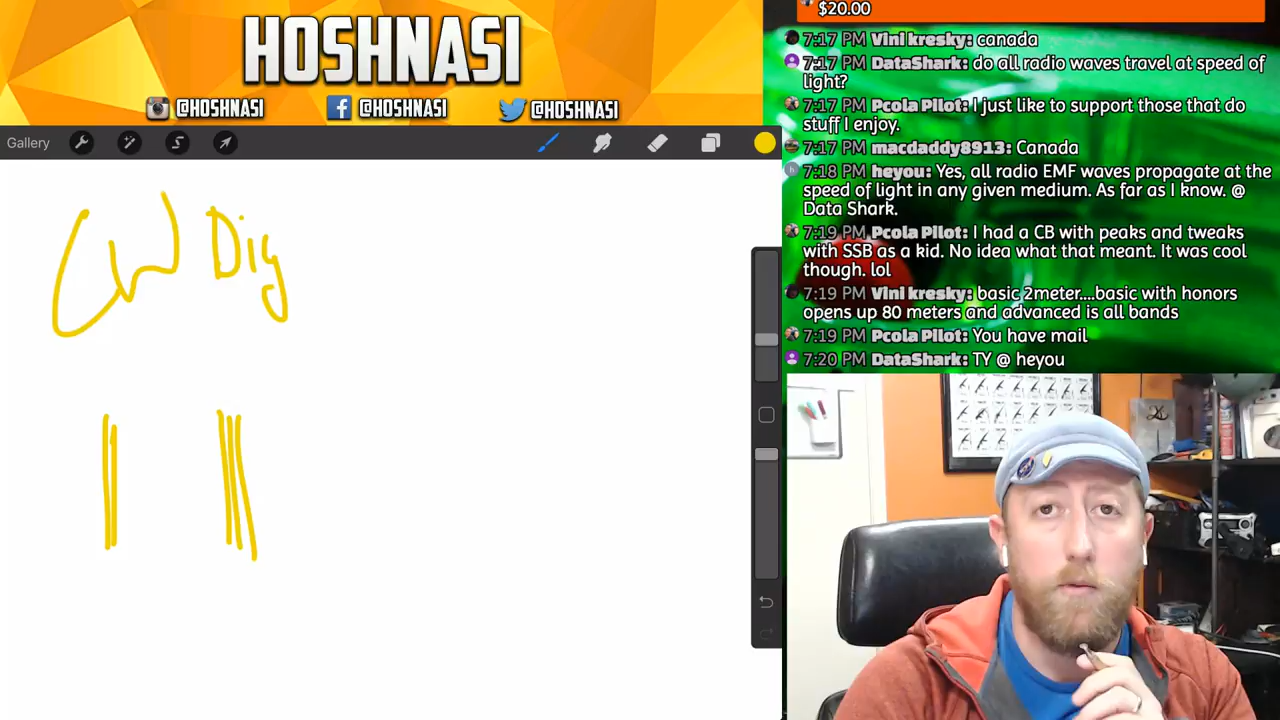 HOSHNASI
@HOSHNASI @HOSHNASI @HOSHNASI
Gallery
CW Dig
$20.00
7:17 PM Vini kresky: canada
7:17 PM DataShark: do all radio waves travel at speed of
light?
7:17 PM Pcola Pilot: I just like to support those that do
stuff I enjoy.
7:17 PM macdaddy8913: Canada
7:18 PM heyou: Yes, all radio EMF waves propagate at the
speed of light in any given medium. As far as I know. @
Data Shark.
7:19 PM Pcola Pilot: I had a CB with peaks and tweaks
with SSB as a kid. No idea what that meant. It was cool
though. lol
7:19 PM Vini kresky: basic 2meter....basic with honors
opens up 80 meters and advanced is all bands
7:19 PM Pcola Pilot: You have mail
7:20 PM DataShark: TY @ heyou